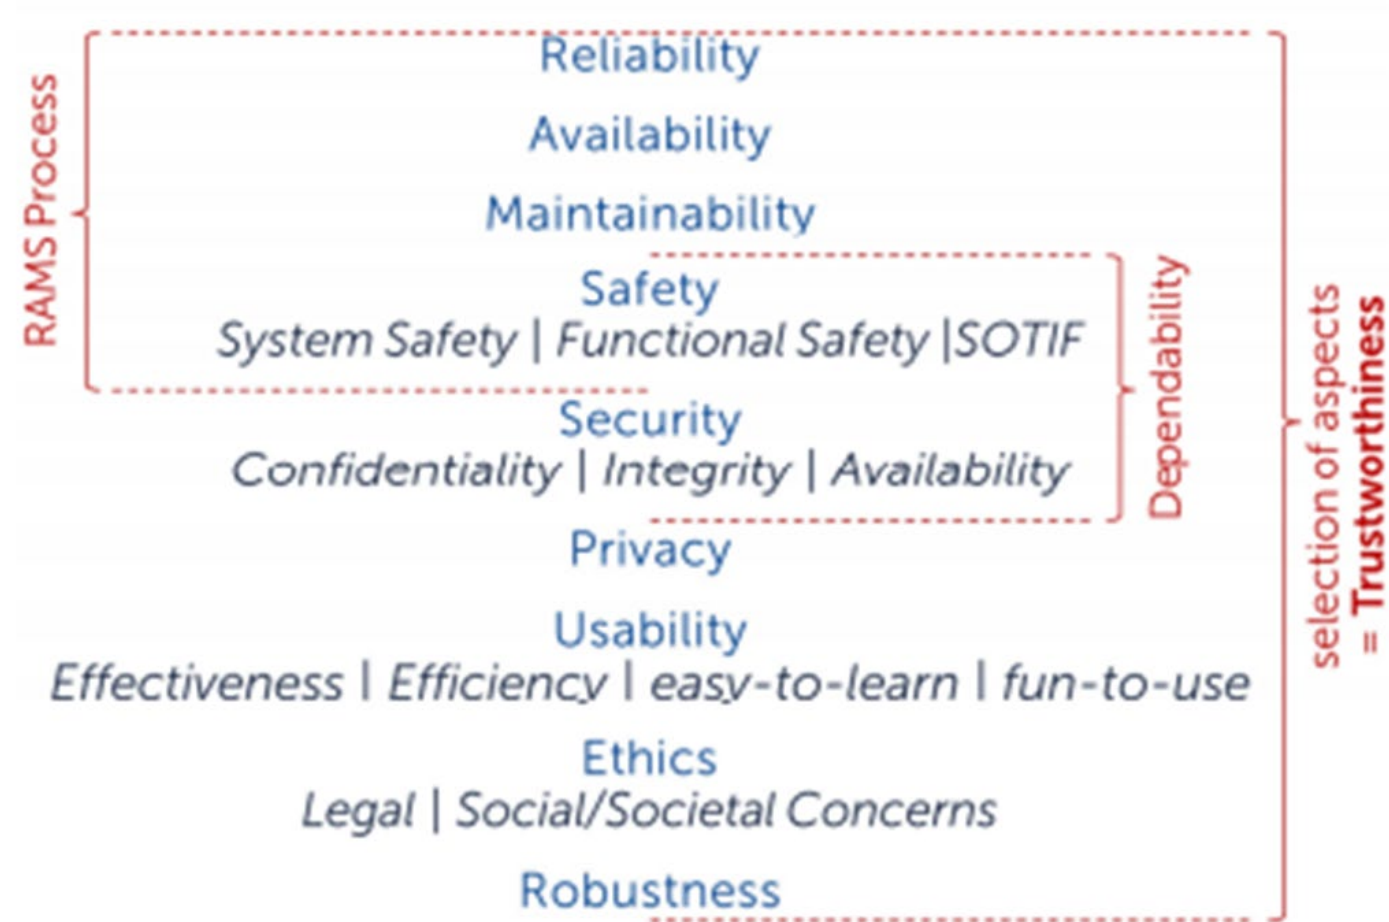 Reliability
Availability
Maintainability
Safety
System Safety | Functional Safety |SOTIF
Security
Confidentiality | Integrity | Availability
Privacy
Usability
Effectiveness | Efficiency | easy-to-learn | fun-to-use
Ethics
Legal | Social/Societal Concerns
Robustness
RAMS Process
Dependability
selection of aspects
= Trustworthiness